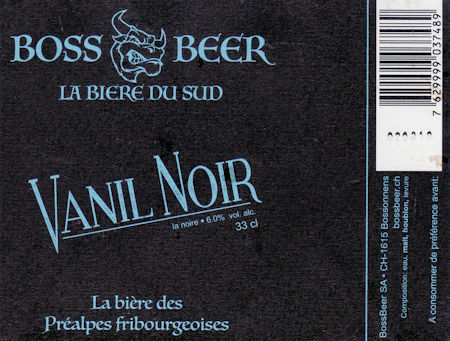 BOSS BEER
LA BIERE DU SUD
VANIL NOIR
la noire • 6.0% vol. alc.
33 cl
La bière des
Préalpes fribourgeoises
BossBeer SA • CH-1615 Bossonnens
bossbeer.ch
Composition: eau, malt, houblon, levure
A consommer de préférence avant:
7 629999 037489